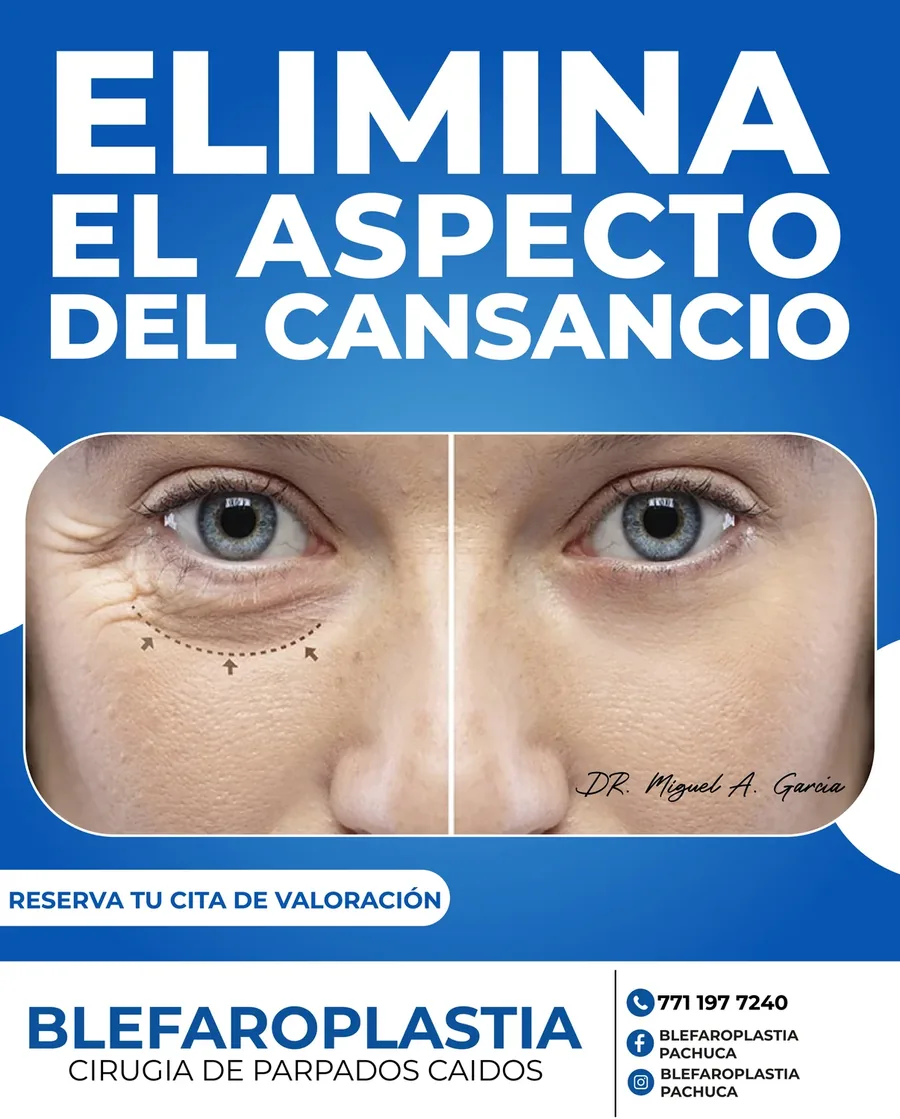 ELIMINA
EL ASPECTO
DEL CANSANCIO
DR. Miguel A. Garcia
RESERVA TU CITA DE VALORACIÓN
BLEFAROPLASTIA
CIRUGIA DE PARPADOS CAIDOS
771 197 7240
BLEFAROPLASTIA
PACHUCA
BLEFAROPLASTIA
PACHUCA